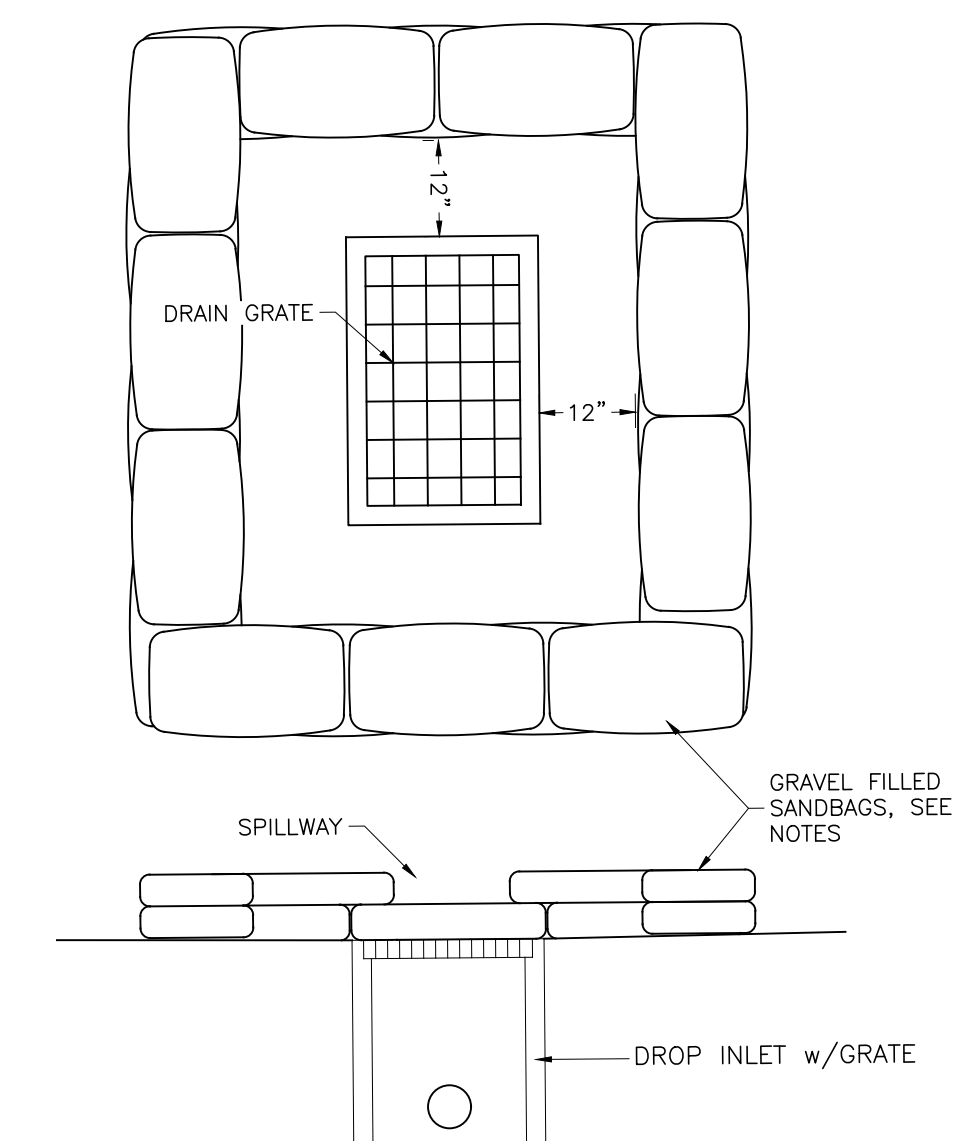 12"
DRAIN GRATE
12"
GRAVEL FILLED
SANDBAGS, SEE
NOTES
SPILLWAY
DROP INLET w/GRATE